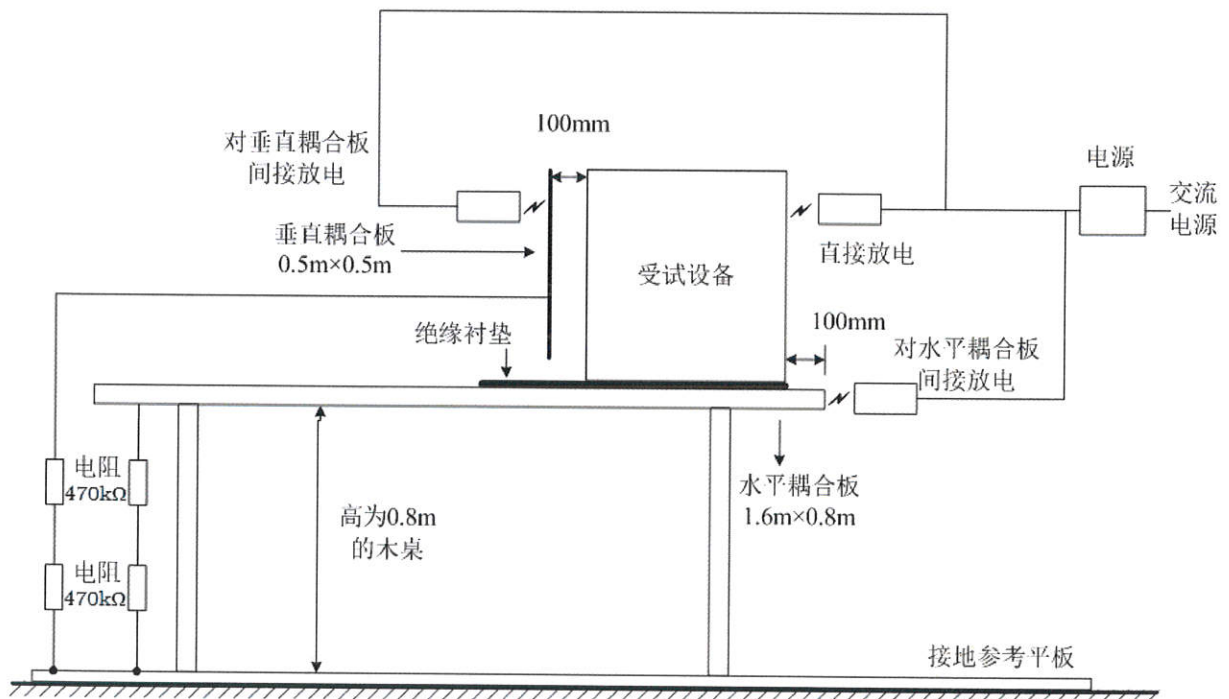 100mm
对垂直耦合板
间接放电
电源
交流
电源
垂直耦合板
0.5m×0.5m
受试设备
直接放电
绝缘衬垫
100mm
对水平耦合板
间接放电
电阻
470kΩ
水平耦合板
1.6m×0.8m
高为0.8m
的木桌
电阻
470kΩ
接地参考平板